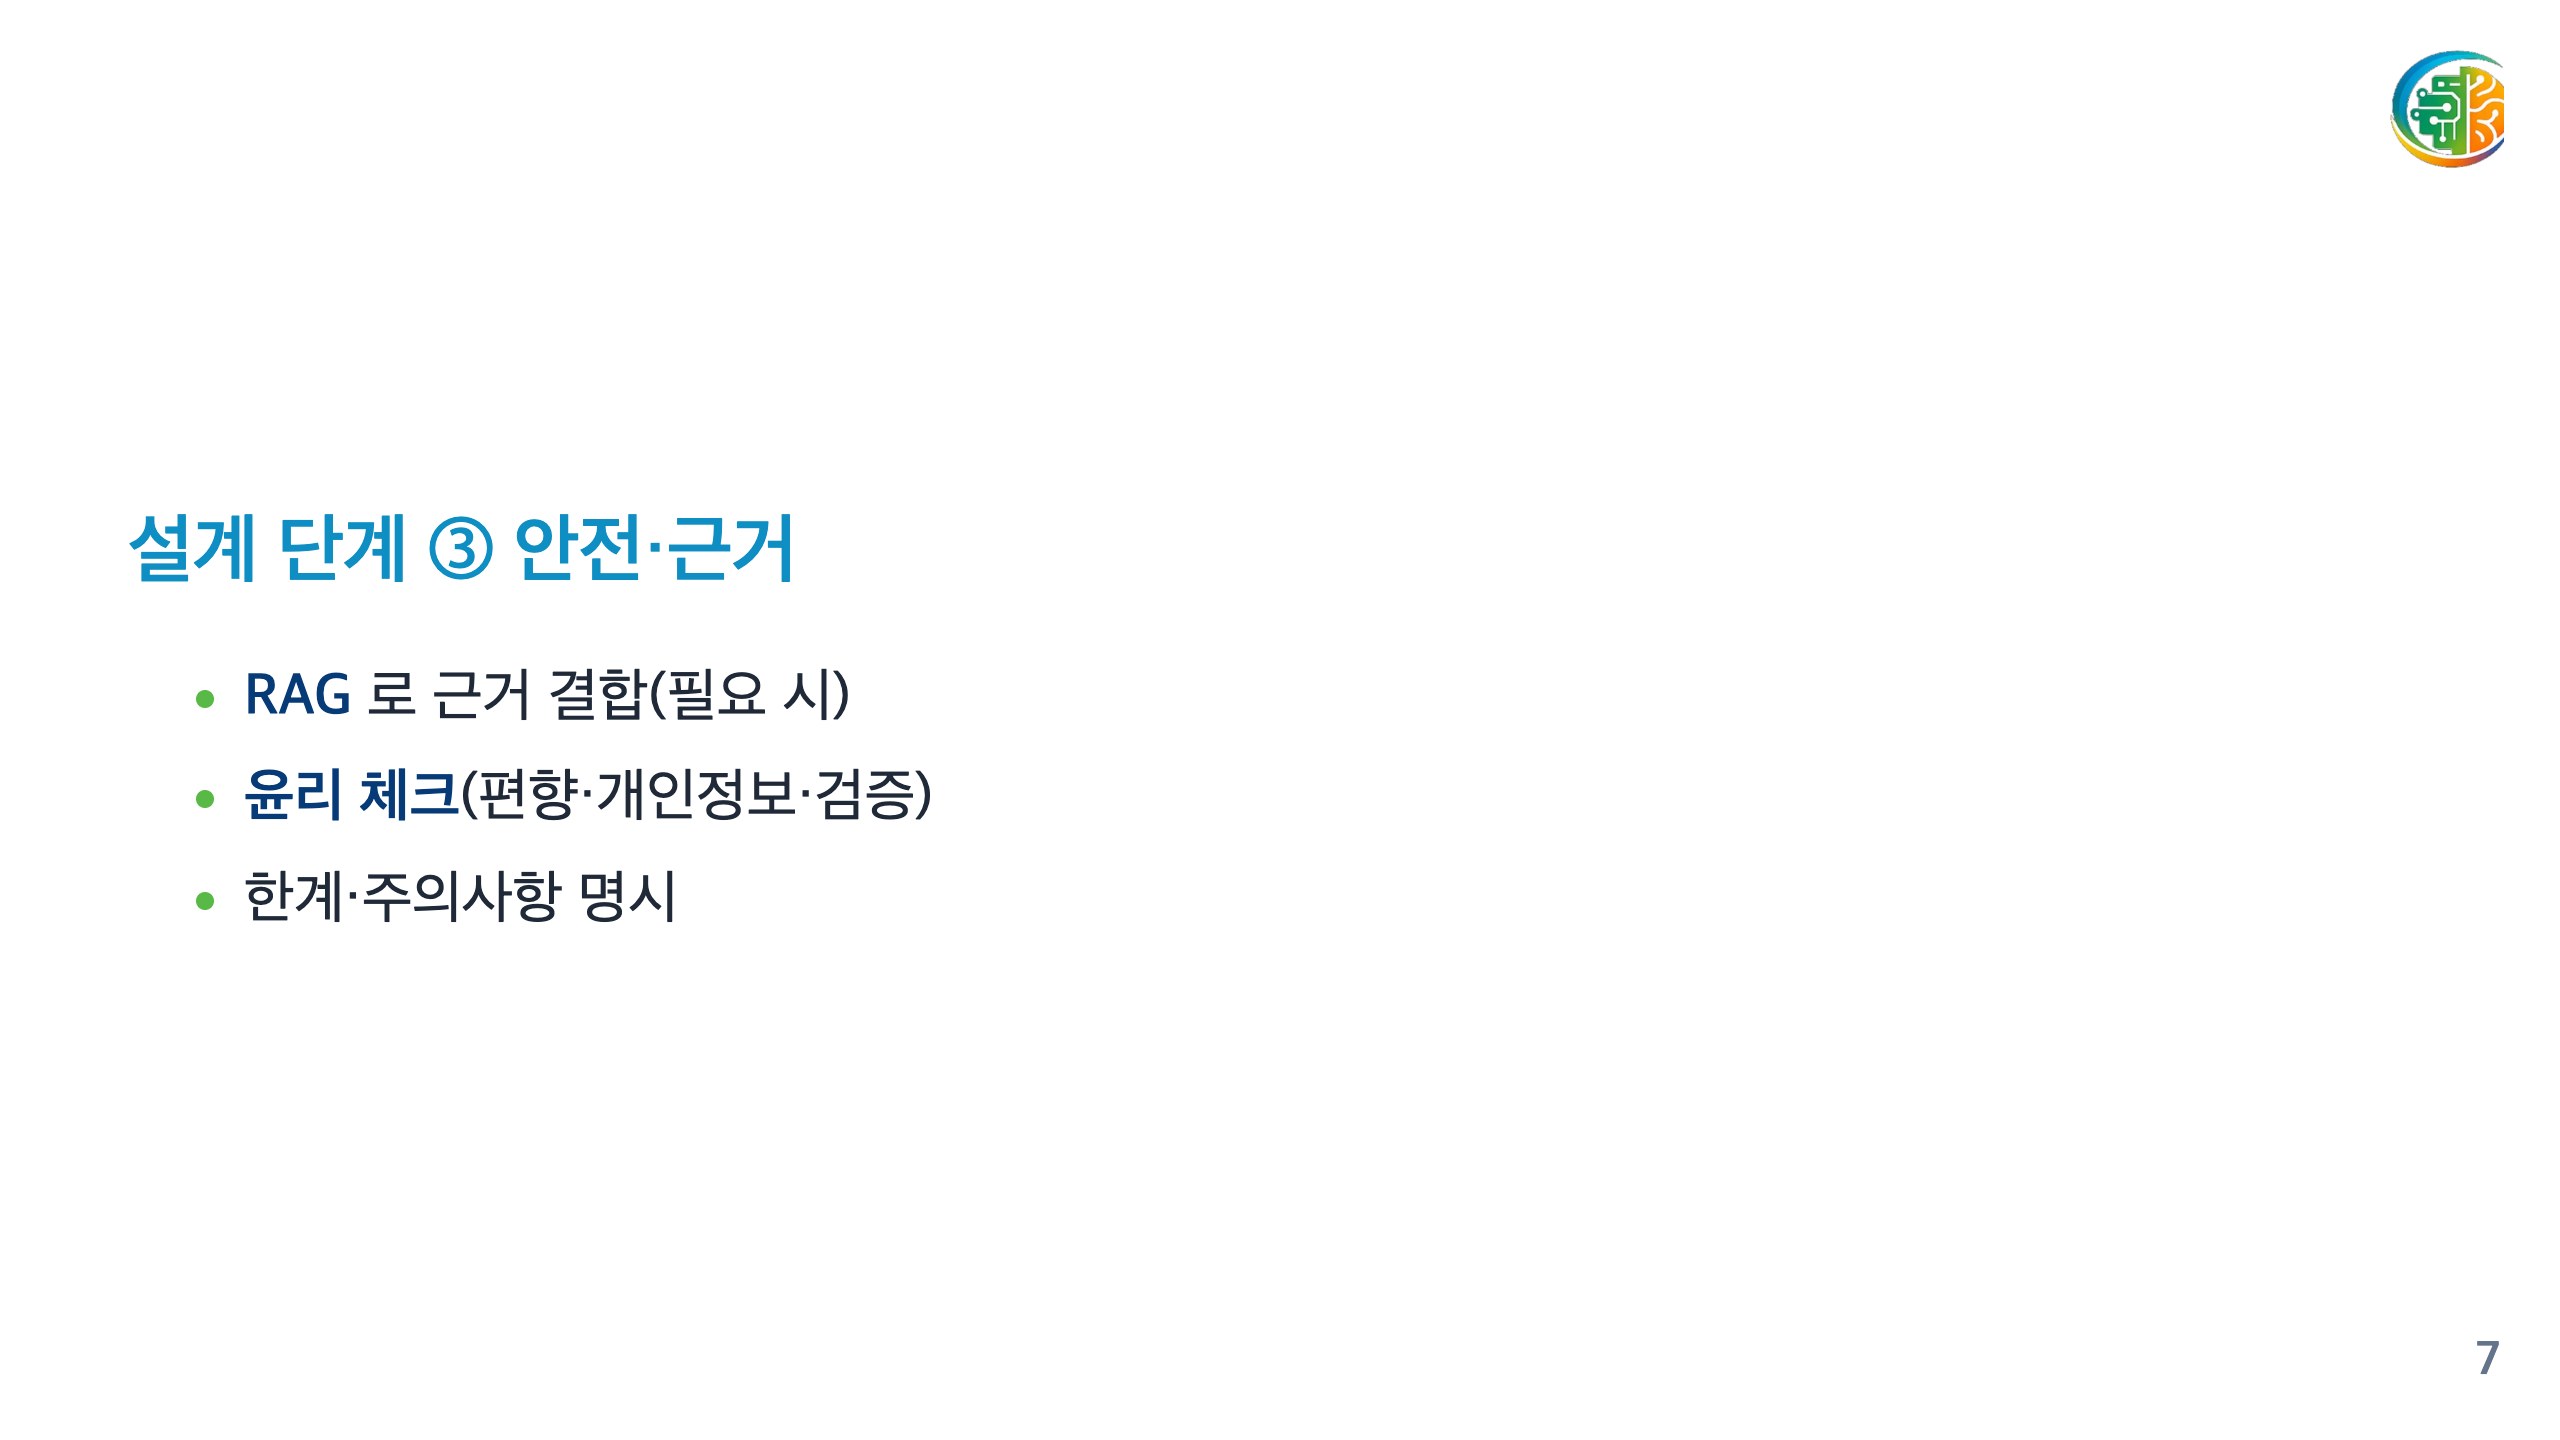 설계 단계 ③ 안전·근거
• RAG 로 근거 결합(필요 시)
• 윤리 체크(편향·개인정보·검증)
• 한계·주의사항 명시
7